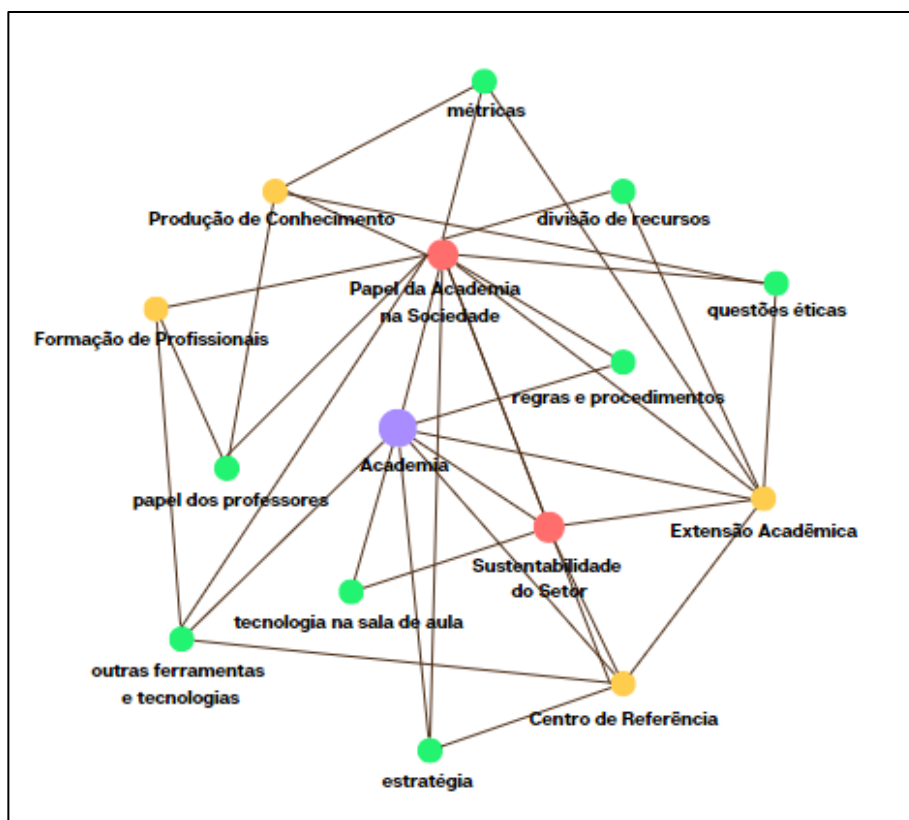 métricas
Produção de Conhecimento
divisão de recursos
Papel da Academia
na Sociedade
questões éticas
Formação de Profissionais
regras e procedimentos
Academia
papel dos professores
Extensão Acadêmica
Sustentabilidade
do Setor
tecnologia na sala de aula
outras ferramentas
e tecnologias
Centro de Referência
estratégia